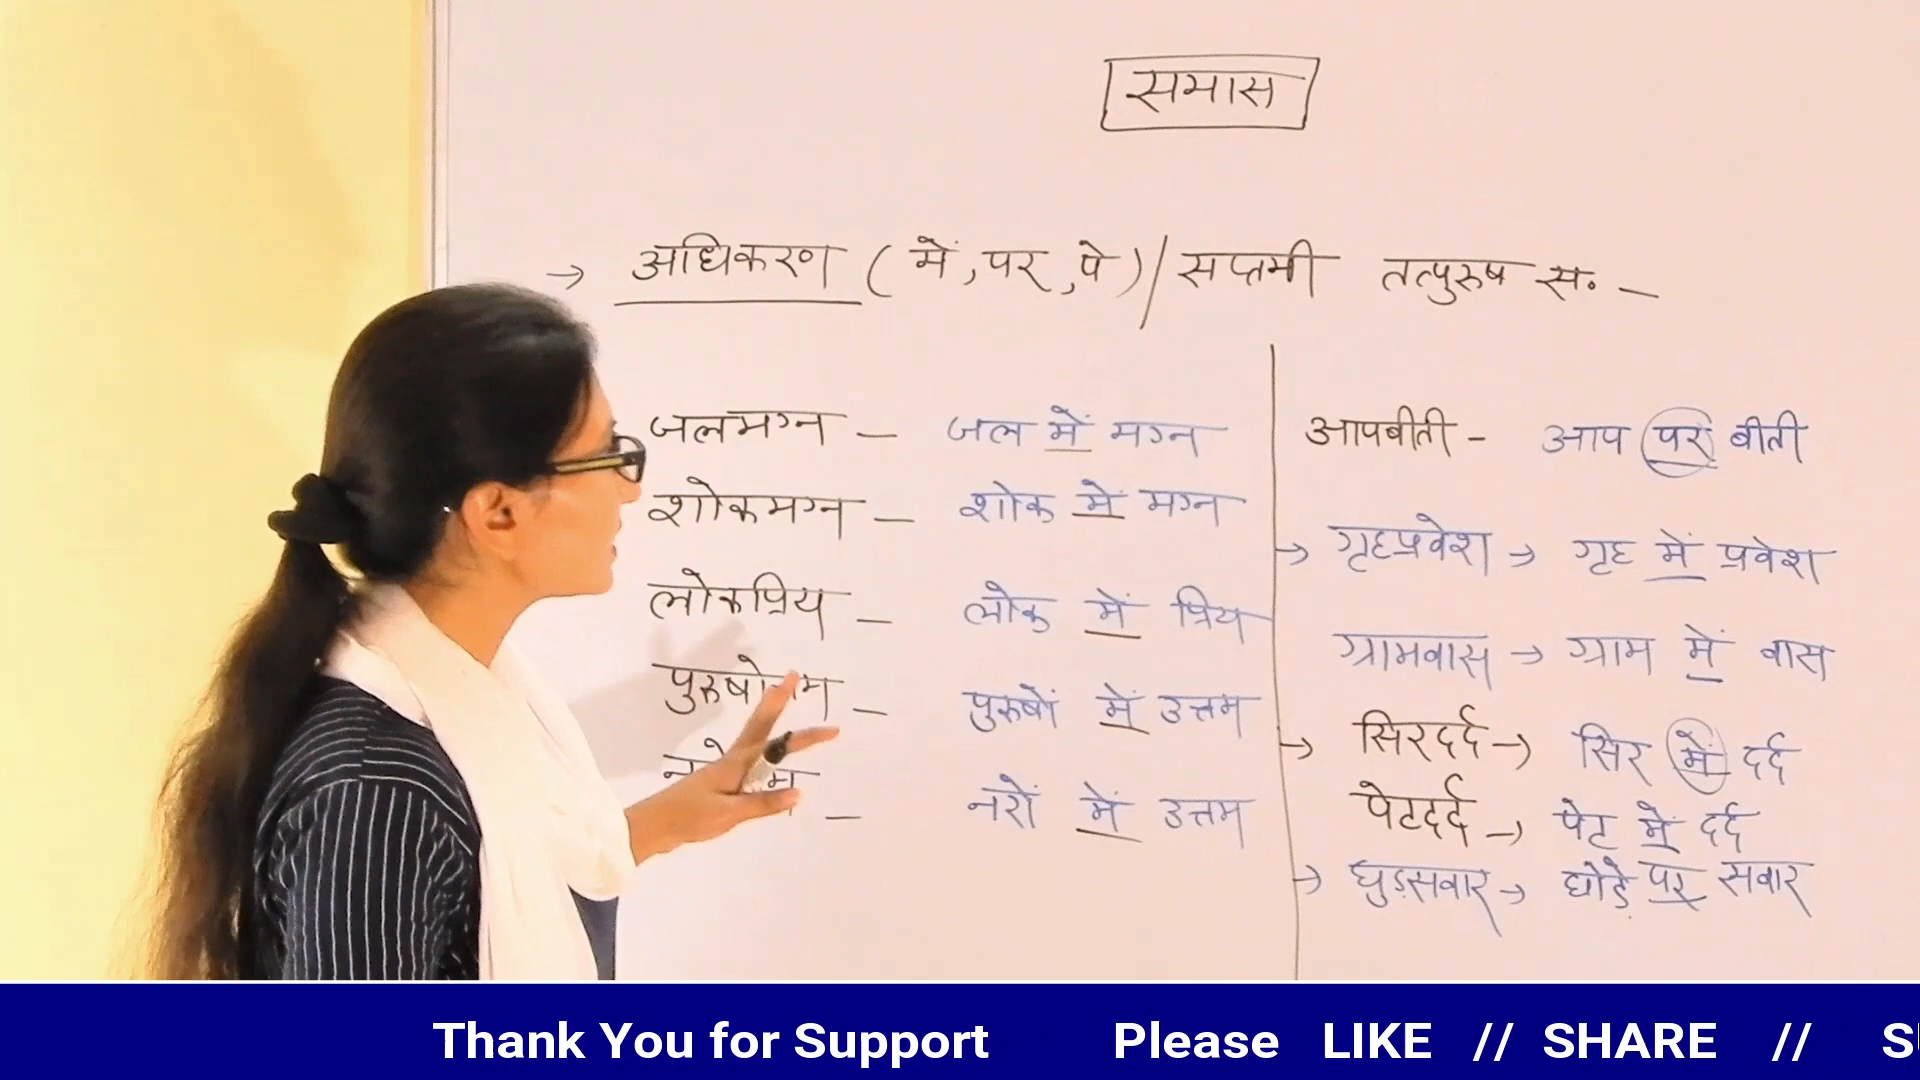 समास
→ अधिकरण ( में, पर, पे ) / सप्तमी तत्पुरुष स. –
जलमग्न – जल में मग्न
शोकमग्न – शोक में मग्न
लोकप्रिय – लोक में प्रिय
– पुरुषों में उत्तम
– नरों में उत्तम
आपबीती - आप पर बीती
→ गृहप्रवेश → गृह में प्रवेश
ग्रामवास → ग्राम में वास
→ सिरदर्द → सिर में दर्द
पेटदर्द → पेट में दर्द
→ घुड़सवार → घोड़े पर सवार
Thank You for Support Please LIKE // SHARE //